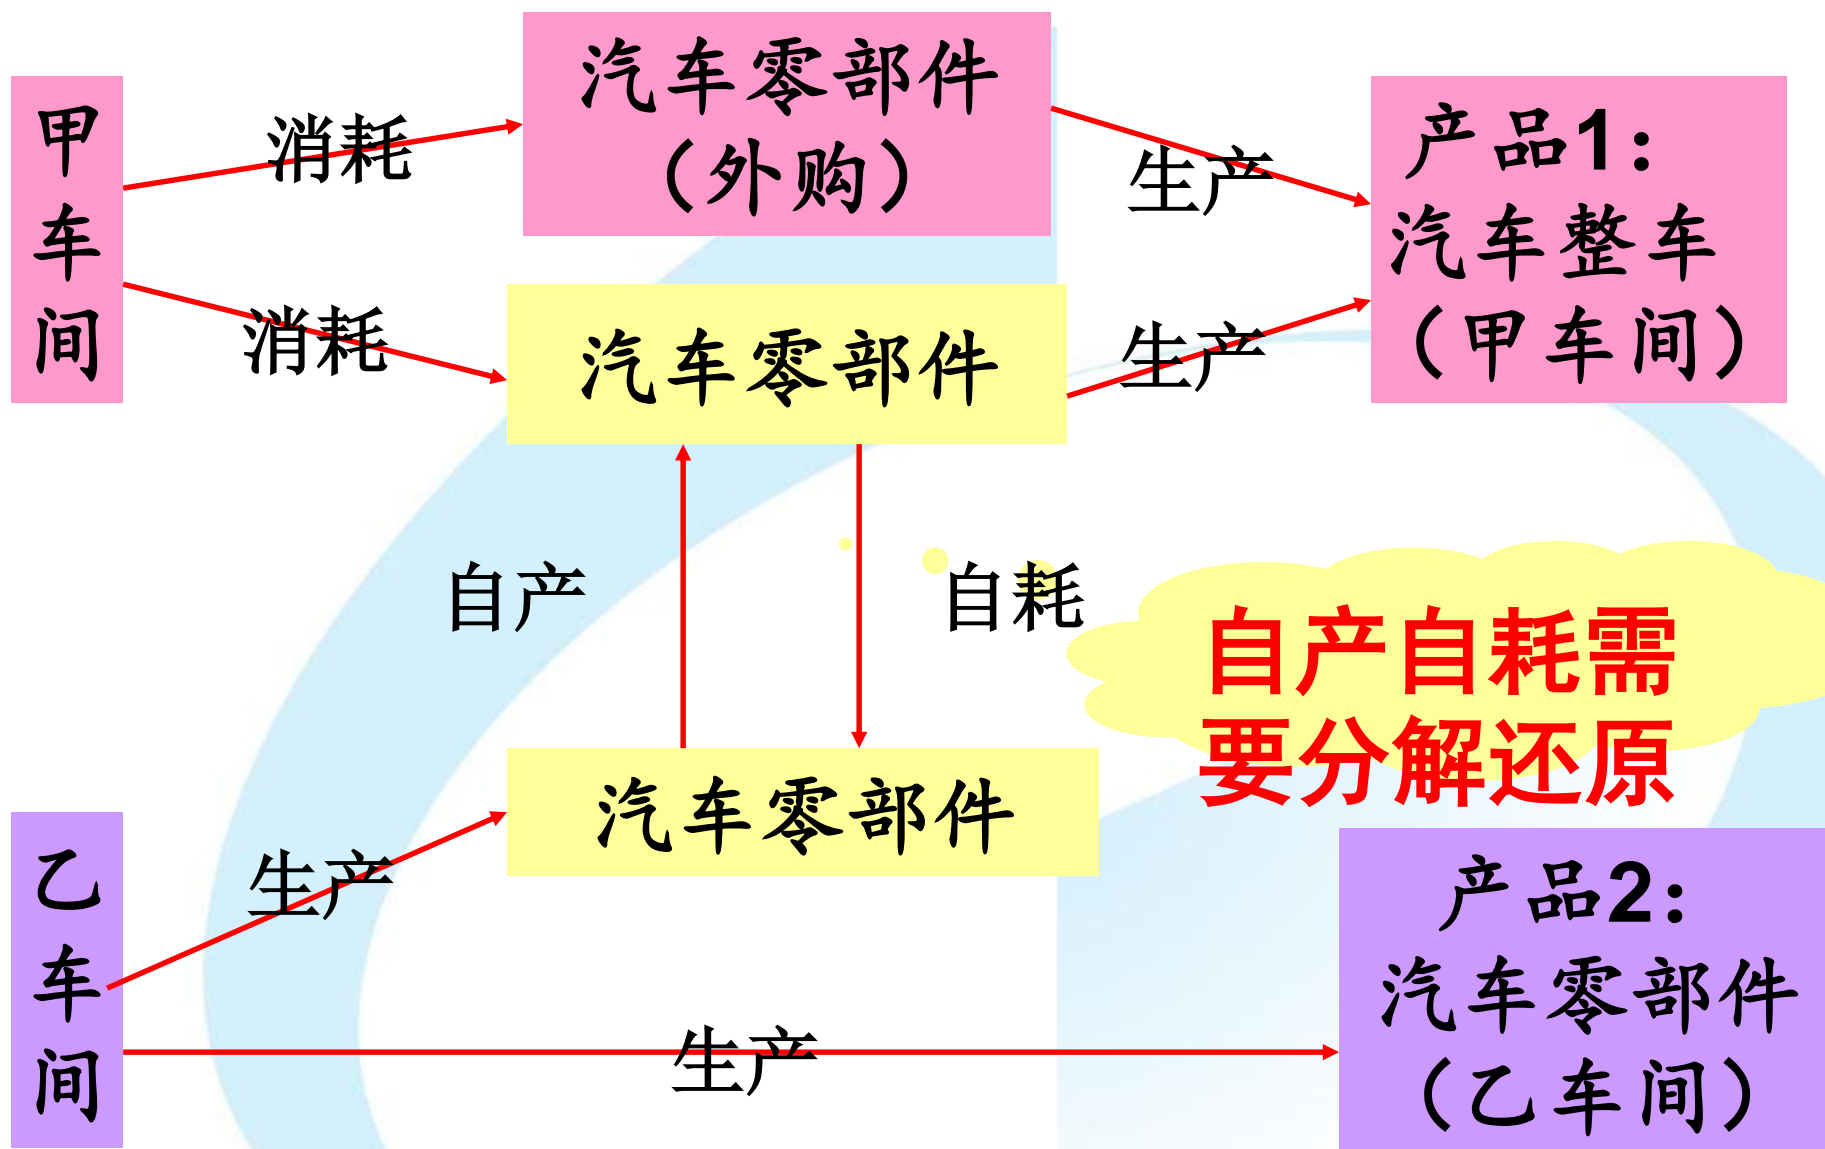 甲
车
间
消耗
汽车零部件
（外购）
生产
产品1：
汽车整车
（甲车间）
消耗
汽车零部件
生产
自产
自耗
自产自耗需
要分解还原
乙
车
间
生产
汽车零部件
生产
产品2：
汽车零部件
（乙车间）